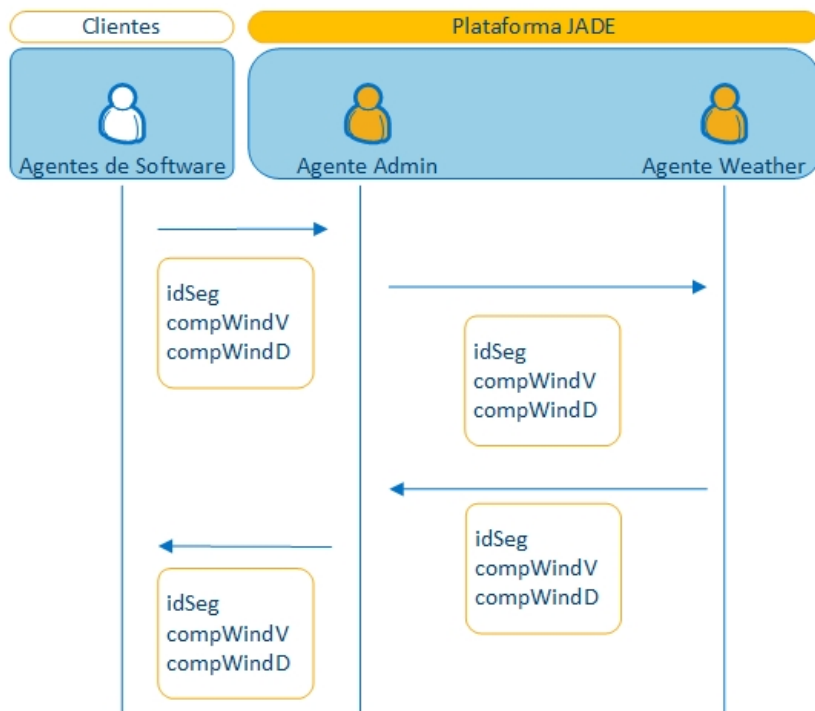 Clientes
Plataforma JADE
Agentes de Software
Agente Admin
Agente Weather
idSeg
compWindV
compWindD
idSeg
compWindV
compWindD
idSeg
compWindV
compWindD
idSeg
compWindV
compWindD